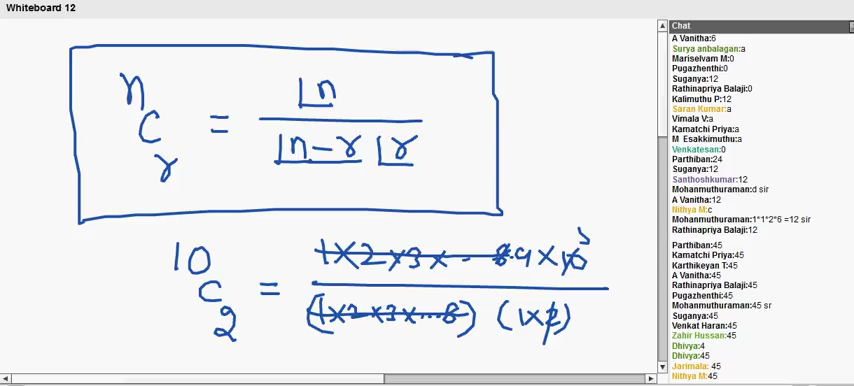 Whiteboard 12
n
C
r
= ⌊n
⌊n-r ⌊r
10
C
2
= 1×2×3×--8.9×10 5
(1×2×3×...8) (1×2)
Chat
A Vanitha:6
Surya anbalagan:a
Mariselvam M:0
Pugazhenthi:0
Suganya:12
Rathinapriya Balaji:0
Kalimuthu P:12
Saran Kumar:a
Vimala V:a
Kamatchi Priya:a
M Esakkimuthu:a
Venkatesan:0
Parthiban:24
Suganya:12
Santhoshkumar:12
Mohanmuthuraman:d sir
A Vanitha:12
Nithya M:c
Mohanmuthuraman:1*1*2*6 =12 sir
Rathinapriya Balaji:12
Parthiban:45
Kamatchi Priya:45
Karthikeyan T:45
A Vanitha:45
Rathinapriya Balaji:45
Pugazhenthi:45
Mohanmuthuraman:45 sr
Suganya:45
Venkat Haran:45
Zahir Hussan:45
Dhivya:4
Dhivya:45
Jarimala: 45
Nithya M:45